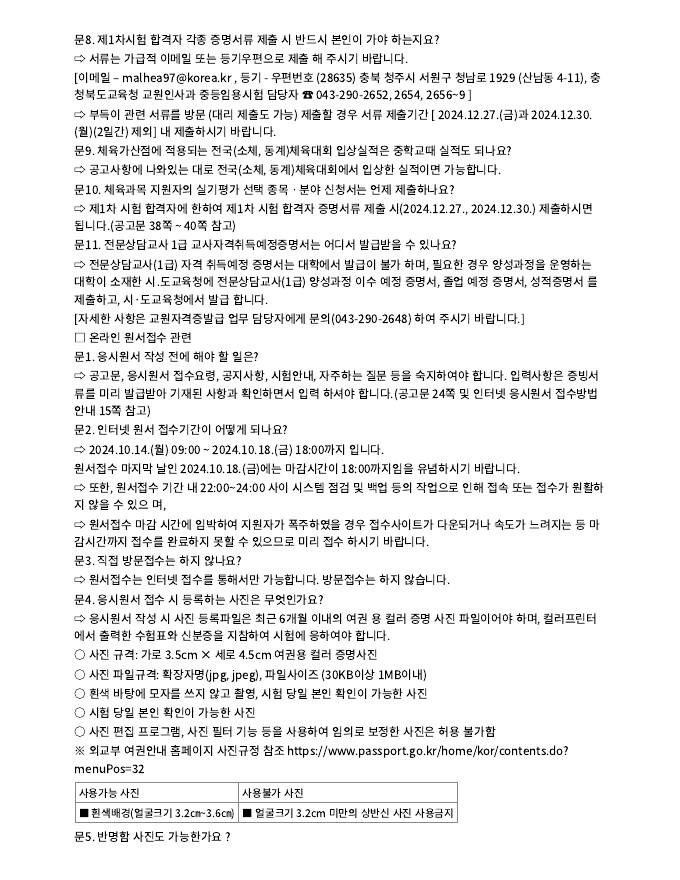 문8. 제1차시험 합격자 각종 증명서류 제출 시 반드시 본인이 가야 하는지요?
⇨ 서류는 가급적 이메일 또는 등기우편으로 제출 해 주시기 바랍니다.
[이메일 – malhea97@korea.kr , 등기 - 우편번호 (28635) 충북 청주시 서원구 청남로 1929 (산남동 4-11), 충
청북도교육청 교원인사과 중등임용시험 담당자 ☎ 043-290-2652, 2654, 2656~9 ]
⇨ 부득이 관련 서류를 방문 (대리 제출도 가능) 제출할 경우 서류 제출기간 [ 2024.12.27.(금)과 2024.12.30.
(월)(2일간) 제외] 내 제출하시기 바랍니다.
문9. 체육가산점에 적용되는 전국(소체, 동계)체육대회 입상실적은 중학교때 실적도 되나요?
⇨ 공고사항에 나와있는 대로 전국(소체, 동계)체육대회에서 입상한 실적이면 가능합니다.
문10. 체육과목 지원자의 실기평가 선택 종목ㆍ분야 신청서는 언제 제출하나요?
⇨ 제1차 시험 합격자에 한하여 제1차 시험 합격자 증명서류 제출 시(2024.12.27., 2024.12.30.) 제출하시면
됩니다.(공고문 38쪽 ~ 40쪽 참고)
문11. 전문상담교사 1급 교사자격취득예정증명서는 어디서 발급받을 수 있나요?
⇨ 전문상담교사(1급) 자격 취득예정 증명서는 대학에서 발급이 불가 하며, 필요한 경우 양성과정을 운영하는
대학이 소재한 시.도교육청에 전문상담교사(1급) 양성과정 이수 예정 증명서, 졸업 예정 증명서, 성적증명서 를
제출하고, 시·도교육청에서 발급 합니다.
[자세한 사항은 교원자격증발급 업무 담당자에게 문의(043-290-2648) 하여 주시기 바랍니다.]
□ 온라인 원서접수 관련
문1. 응시원서 작성 전에 해야 할 일은?
⇨ 공고문, 응시원서 접수요령, 공지사항, 시험안내, 자주하는 질문 등을 숙지하여야 합니다. 입력사항은 증빙서
류를 미리 발급받아 기재된 사항과 확인하면서 입력 하셔야 합니다.(공고문 24쪽 및 인터넷 응시원서 접수방법
안내 15쪽 참고)
문2. 인터넷 원서 접수기간이 어떻게 되나요?
⇨ 2024.10.14.(월) 09:00 ~ 2024.10.18.(금) 18:00까지 입니다.
원서접수 마지막 날인 2024.10.18.(금)에는 마감시간이 18:00까지임을 유념하시기 바랍니다.
⇨ 또한, 원서접수 기간 내 22:00~24:00 사이 시스템 점검 및 백업 등의 작업으로 인해 접속 또는 접수가 원활하
지 않을 수 있으 며,
⇨ 원서접수 마감 시간에 임박하여 지원자가 폭주하였을 경우 접수사이트가 다운되거나 속도가 느려지는 등 마
감시간까지 접수를 완료하지 못할 수 있으므로 미리 접수 하시기 바랍니다.
문3. 직접 방문접수는 하지 않나요?
⇨ 원서접수는 인터넷 접수를 통해서만 가능합니다. 방문접수는 하지 않습니다.
문4. 응시원서 접수 시 등록하는 사진은 무엇인가요?
⇨ 응시원서 작성 시 사진 등록파일은 최근 6개월 이내의 여권 용 컬러 증명 사진 파일이어야 하며, 컬러프린터
에서 출력한 수험표와 신분증을 지참하여 시험에 응하여야 합니다.
○ 사진 규격: 가로 3.5cm × 세로 4.5cm 여권용 컬러 증명사진
○ 사진 파일규격: 확장자명(jpg, jpeg), 파일사이즈 (30KB이상 1MB이내)
○ 흰색 바탕에 모자를 쓰지 않고 촬영, 시험 당일 본인 확인이 가능한 사진
○ 시험 당일 본인 확인이 가능한 사진
○ 사진 편집 프로그램, 사진 필터 기능 등을 사용하여 임의로 보정한 사진은 허용 불가함
※ 외교부 여권안내 홈페이지 사진규정 참조 https://www.passport.go.kr/home/kor/contents.do?
menuPos=32
사용가능 사진 사용불가 사진
■ 흰색배경(얼굴크기 3.2㎝~3.6㎝) ■ 얼굴크기 3.2cm 미만의 상반신 사진 사용금지
문5. 반명함 사진도 가능한가요 ?